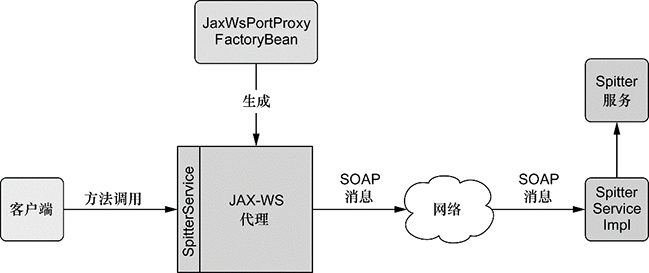 JaxWsPortProxy
FactoryBean
生成
客户端
方法调用
SpitterService
JAX-WS
代理
SOAP
消息
网络
SOAP
消息
Spitter
服务
Spitter
Service
Impl